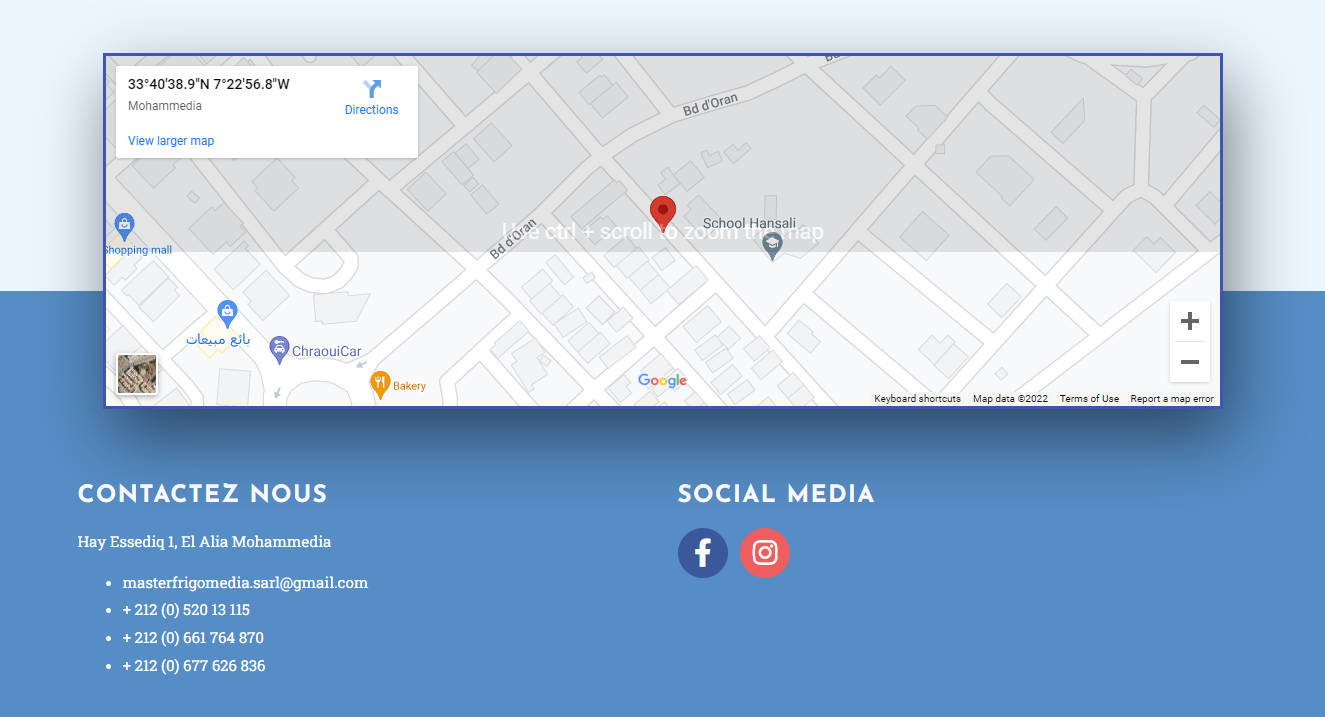 33°40'38.9"N 7°22'56.8"W
Mohammedia
Directions
View larger map
Bd d'Oran
Bd d'Oran
School Hansali
Use ctrl + scroll to zoom the map
Shopping mall
بائع مبيعات
ChraouiCar
Bakery
Google
Keyboard shortcuts Map data ©2022 Terms of Use Report a map error
CONTACTEZ NOUS
Hay Essediq 1, El Alia Mohammedia
masterfrigomedia.sarl@gmail.com
+ 212 (0) 520 13 115
+ 212 (0) 661 764 870
+ 212 (0) 677 626 836
SOCIAL MEDIA